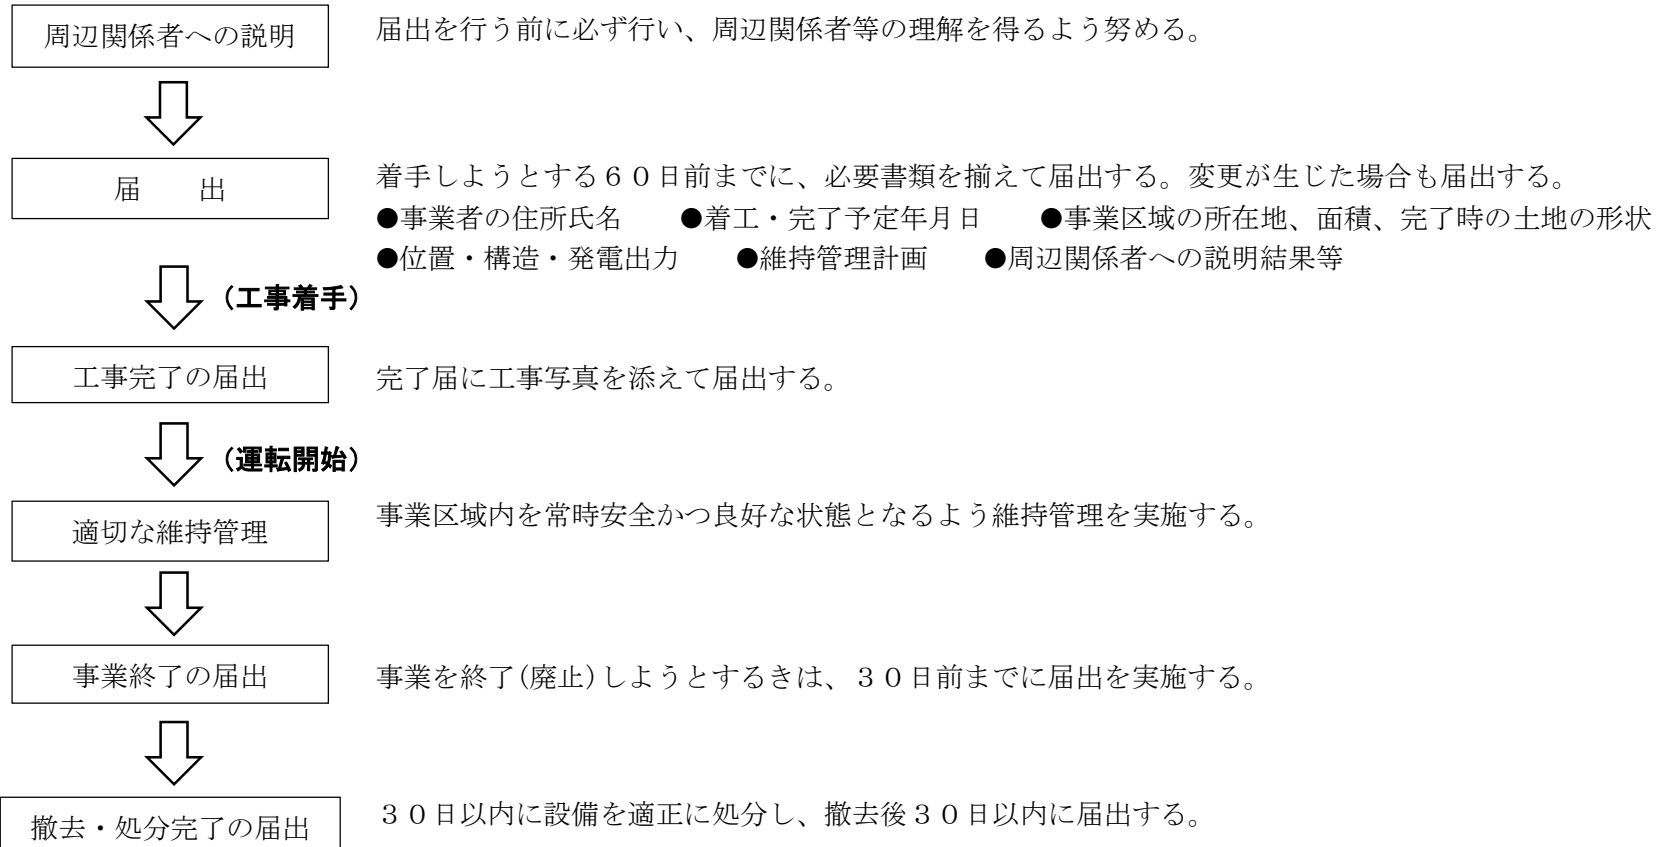 周辺関係者への説明
届出を行う前に必ず行い、周辺関係者等の理解を得るよう努める。
届　　出
着手しようとする６０日前までに、必要書類を揃えて届出する。変更が生じた場合も届出する。
●事業者の住所氏名　　●着工・完了予定年月日　　●事業区域の所在地、面積、完了時の土地の形状
●位置・構造・発電出力　　●維持管理計画　　●周辺関係者への説明結果等
（工事着手）
工事完了の届出
完了届に工事写真を添えて届出する。
（運転開始）
適切な維持管理
事業区域内を常時安全かつ良好な状態となるよう維持管理を実施する。
事業終了の届出
事業を終了(廃止)しようとするきは、３０日前までに届出を実施する。
撤去・処分完了の届出
３０日以内に設備を適正に処分し、撤去後３０日以内に届出する。